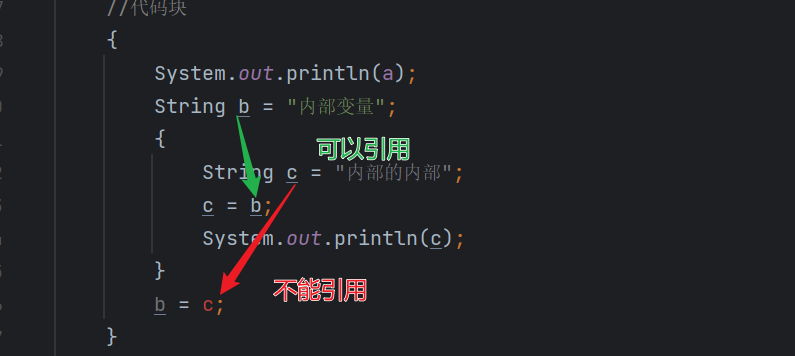 //代码块
{
System.out.println(a);
String b = "内部变量";
{
可以引用
String c = "内部的内部";
c = b;
System.out.println(c);
}
不能引用
b = c;
}